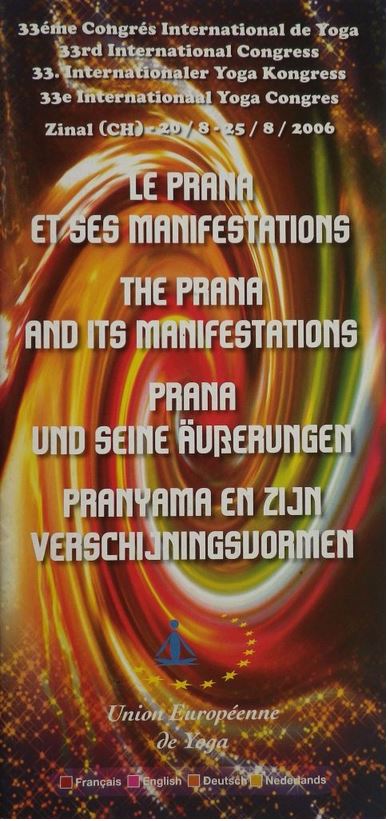 33éme Congrés International de Yoga
33rd International Congress
33. Internationaler Yoga Kongress
33e Internationaal Yoga Congres
Zinal (CH) - 20 / 8 - 25 / 8 / 2006
LE PRANA
ET SES MANIFESTATIONS
THE PRANA
AND ITS MANIFESTATIONS
PRANA
UND SEINE ÄUßERUNGEN
PRANYAMA EN ZIJN
VERSCHIJNINGSVORMEN
Union Européenne
de Yoga
Français English Deutsch Nederlands